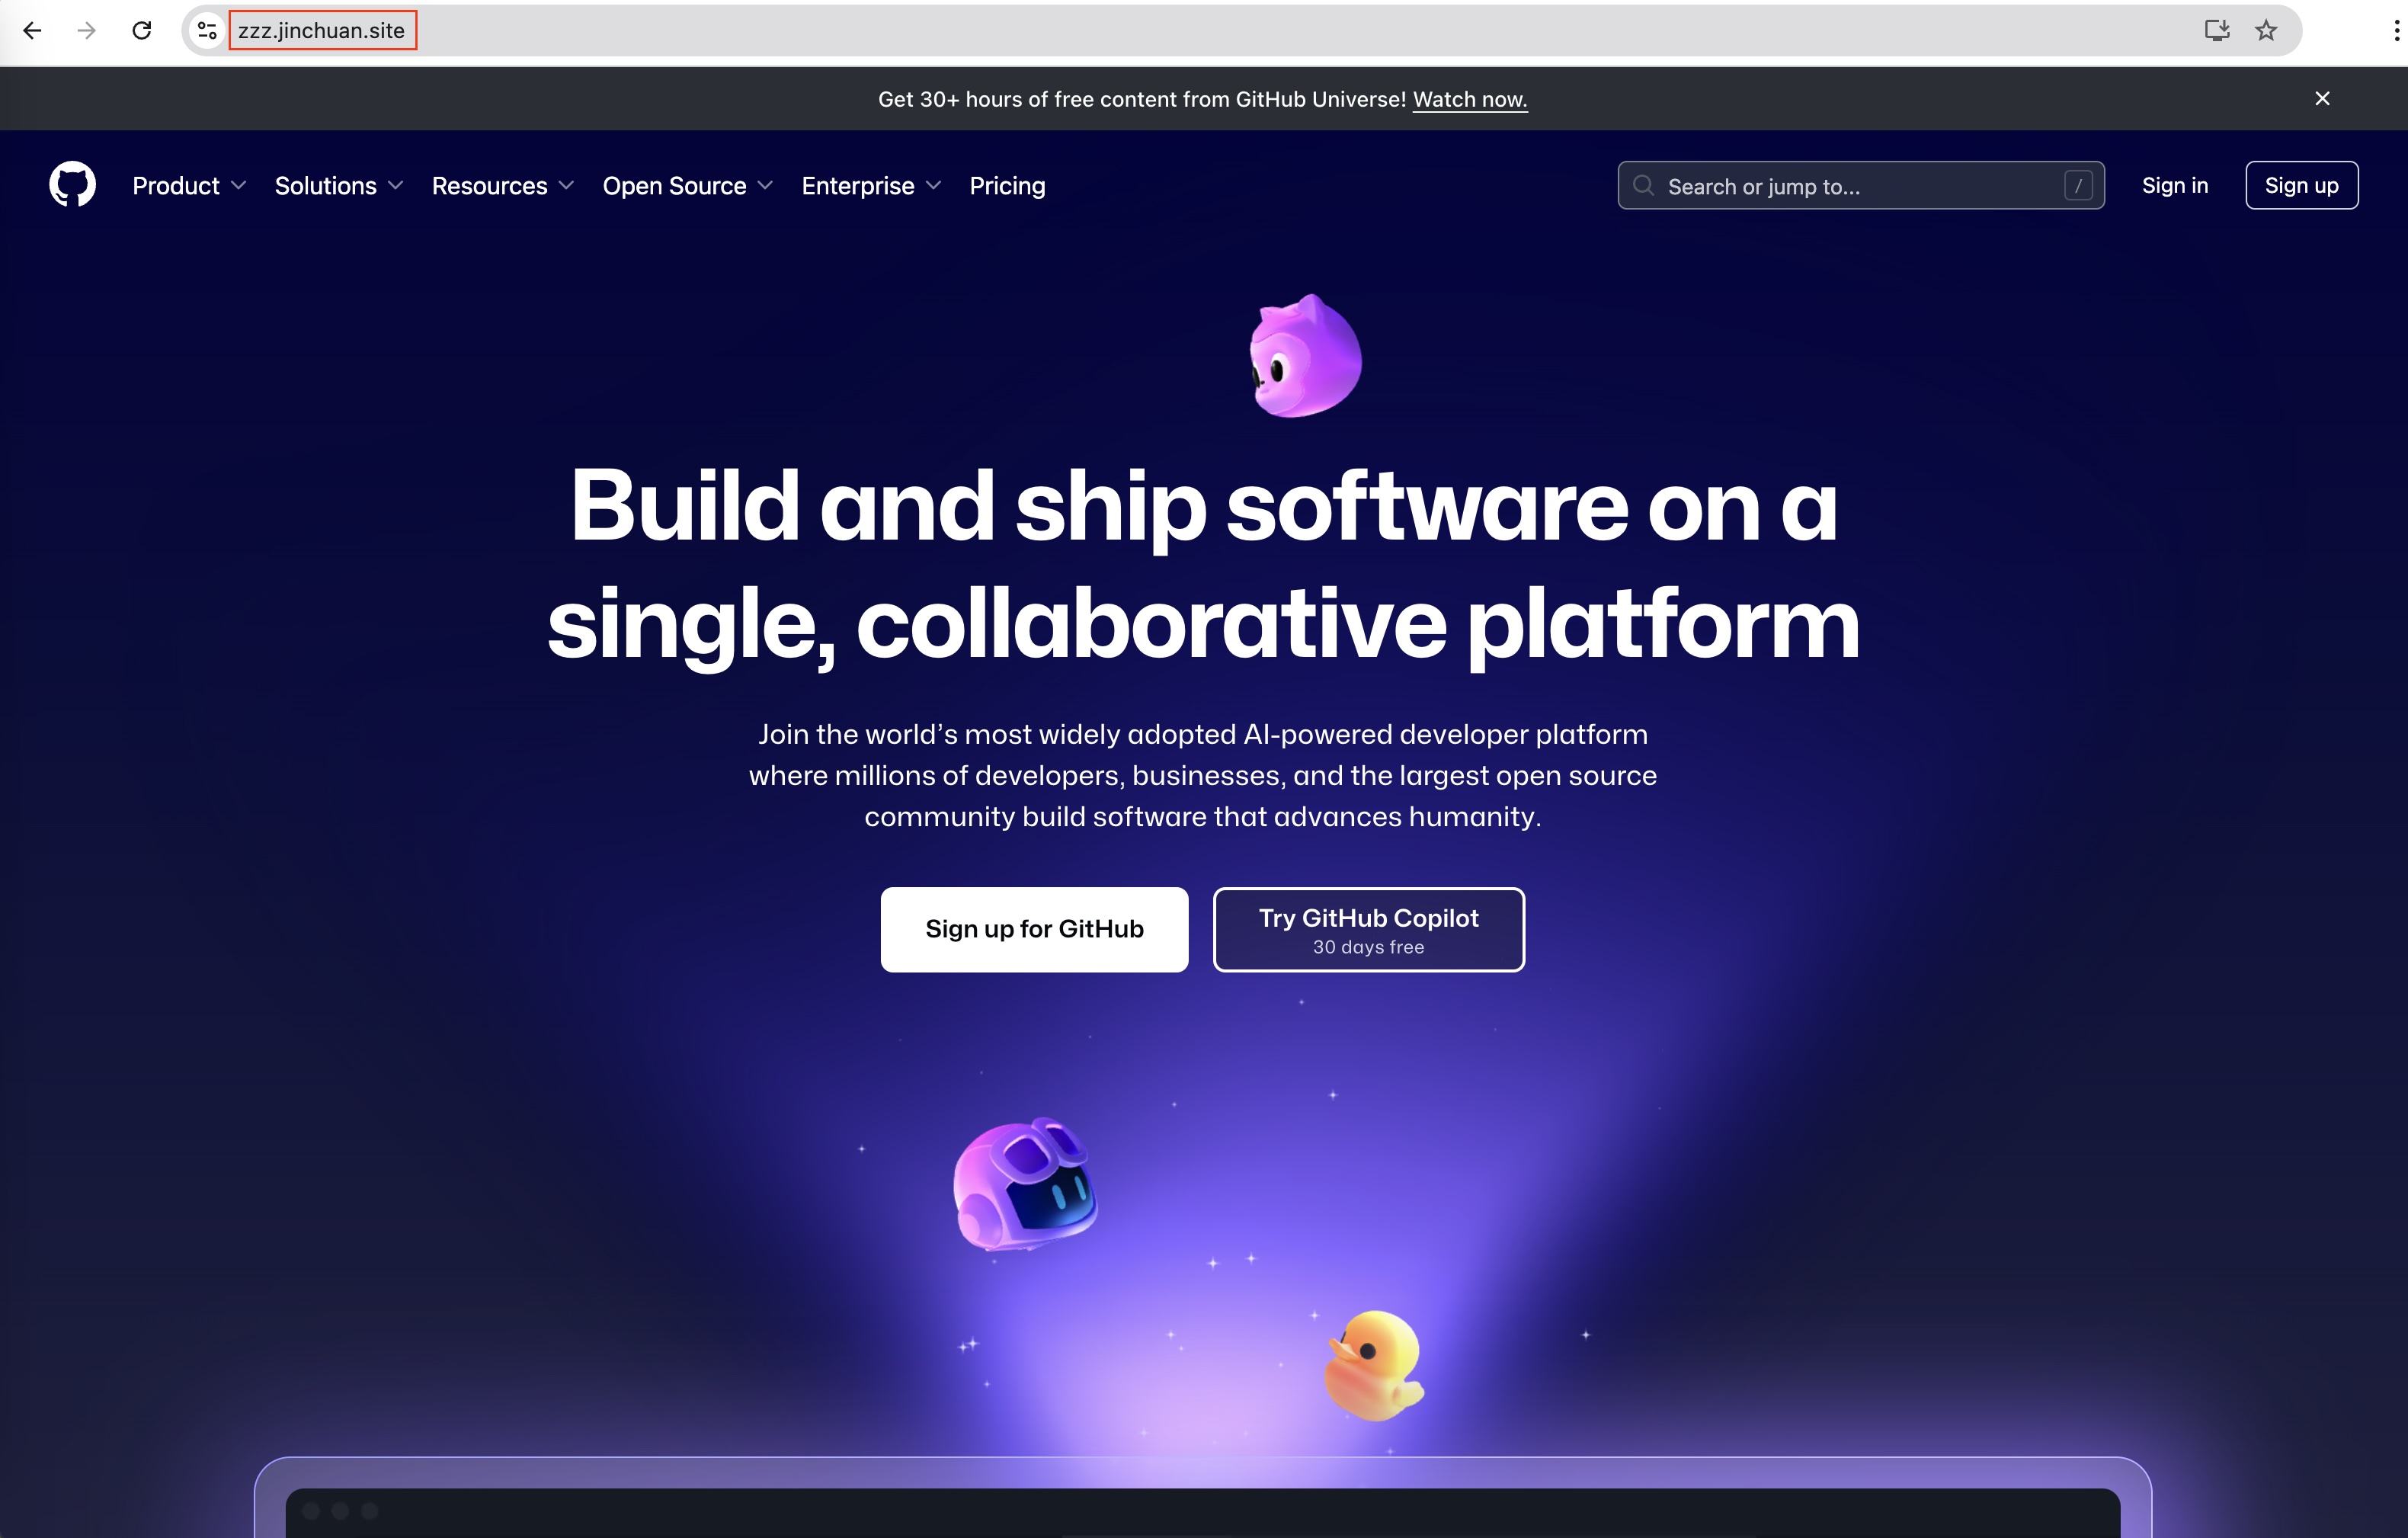 zzz.jinchuan.site
Get 30+ hours of free content from GitHub Universe! Watch now.
Product Solutions Resources Open Source Enterprise Pricing Search or jump to... / Sign in Sign up
Build and ship software on a
single, collaborative platform
Join the world’s most widely adopted AI-powered developer platform
where millions of developers, businesses, and the largest open source
community build software that advances humanity.
Sign up for GitHub
Try GitHub Copilot
30 days free